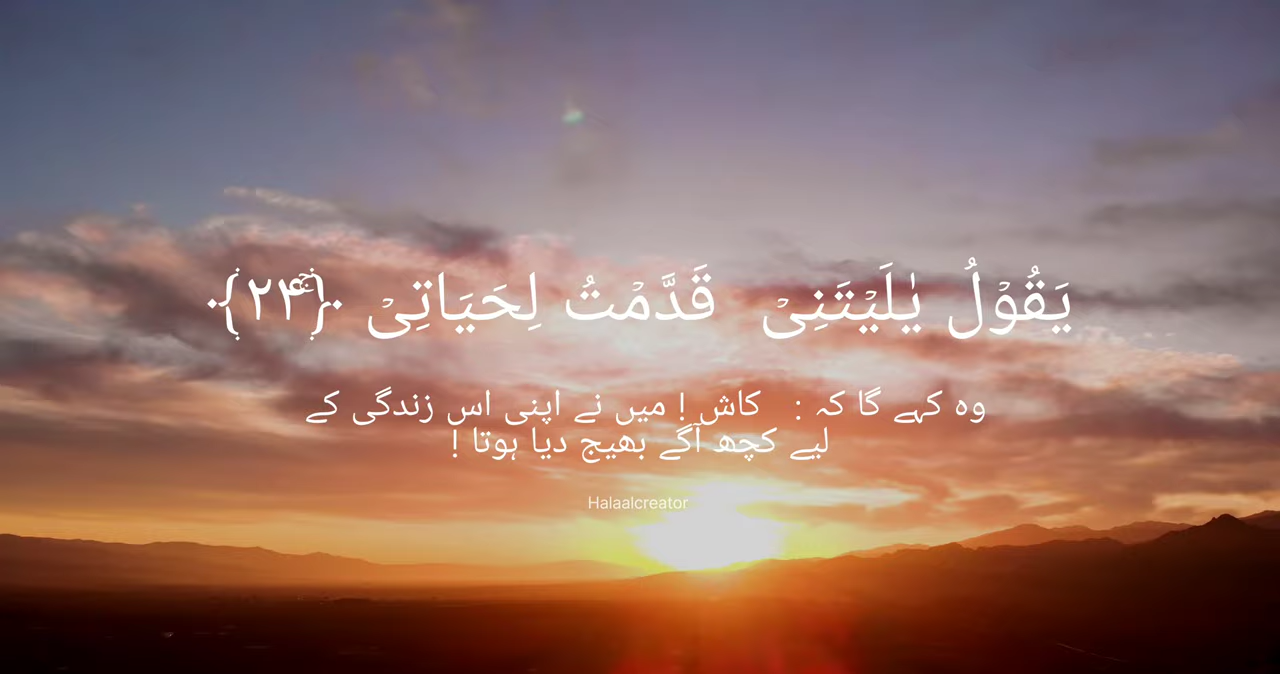 یَقُوۡلُ یٰلَیۡتَنِیۡ قَدَّمۡتُ لِحَیَاتِیۡ ﴿ۚ۲۴﴾
وہ کہے گا کہ : کاش ! میں نے اپنی اس زندگی کے
لیے کچھ آگے بھیج دیا ہوتا !
Halaalcreator